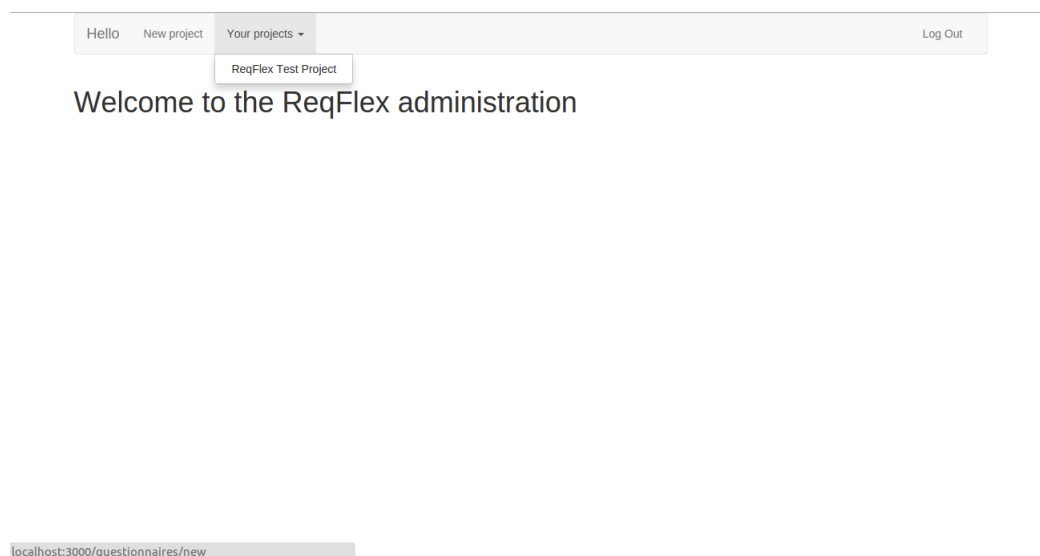 Hello New project Your projects Log Out
ReqFlex Test Project
Welcome to the ReqFlex administration
localhost:3000/questionnaires/new